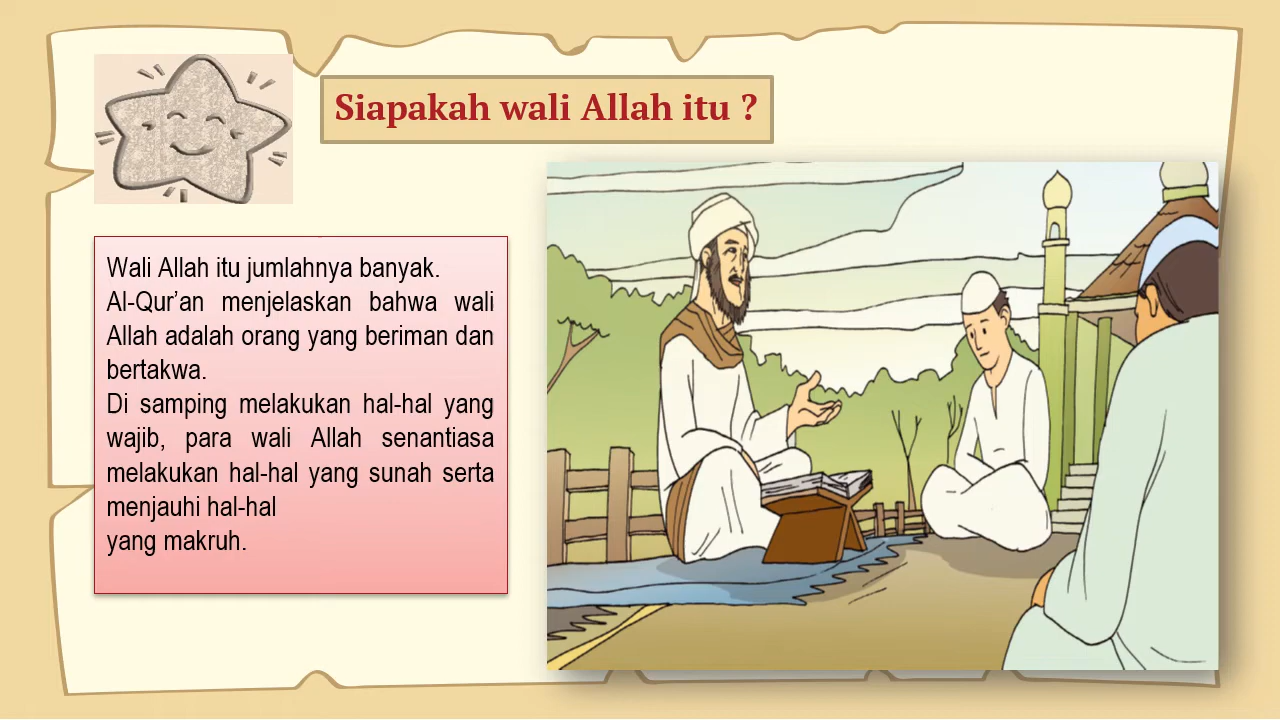 Siapakah wali Allah itu ?
Wali Allah itu jumlahnya banyak.
Al-Qur’an menjelaskan bahwa wali
Allah adalah orang yang beriman dan
bertakwa.
Di samping melakukan hal-hal yang
wajib, para wali Allah senantiasa
melakukan hal-hal yang sunah serta
menjauhi hal-hal
yang makruh.